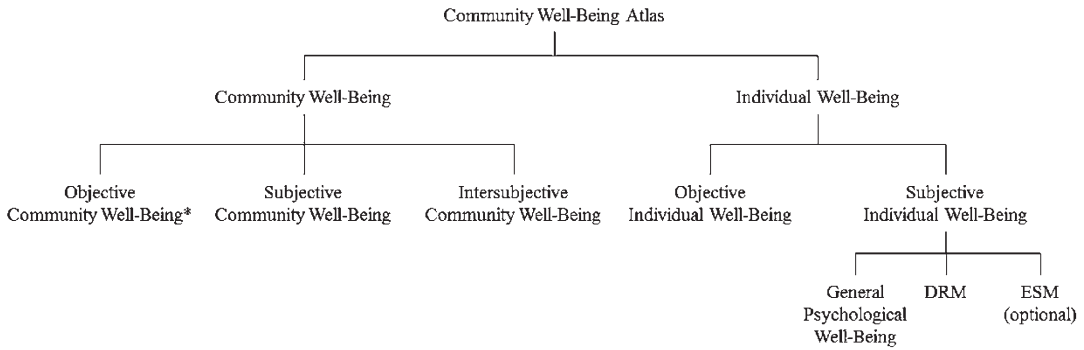 Community Well-Being Atlas
Community Well-Being
Individual Well-Being
Objective
Community Well-Being*
Subjective
Community Well-Being
Intersubjective
Community Well-Being
Objective
Individual Well-Being
Subjective
Individual Well-Being
General
Psychological
Well-Being
DRM
ESM
(optional)